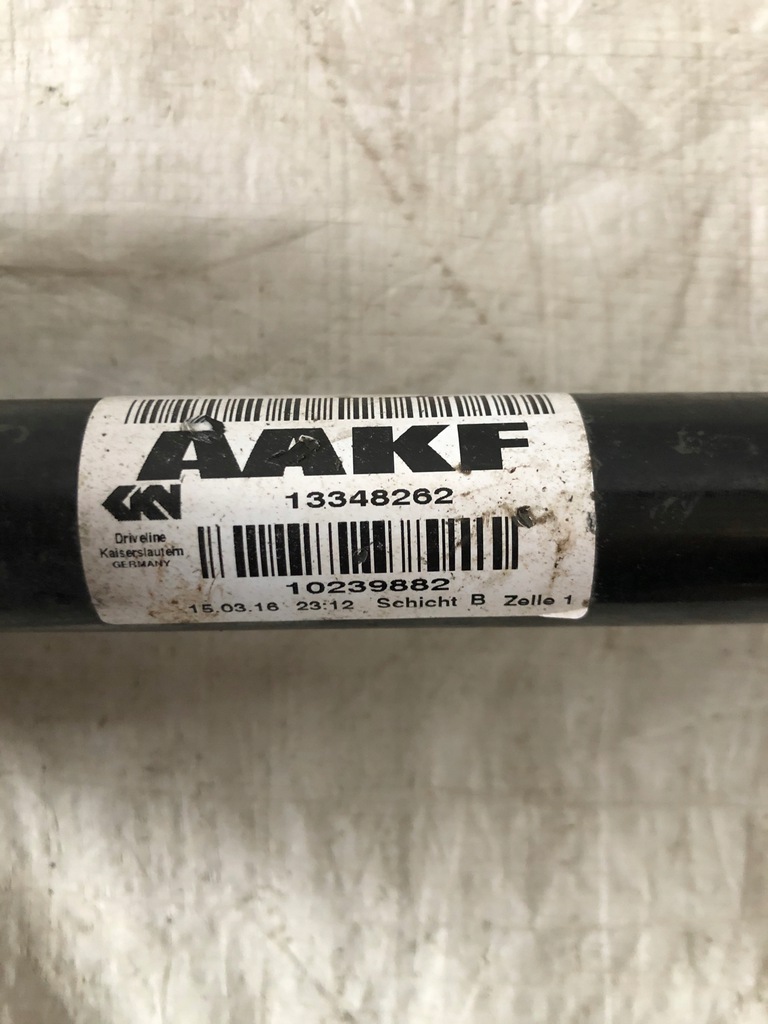 AAKF
13348262
GKN
Driveline
Kaiserslautern
GERMANY
10239882
15.03.16 23:12 Schicht B Zelle 1